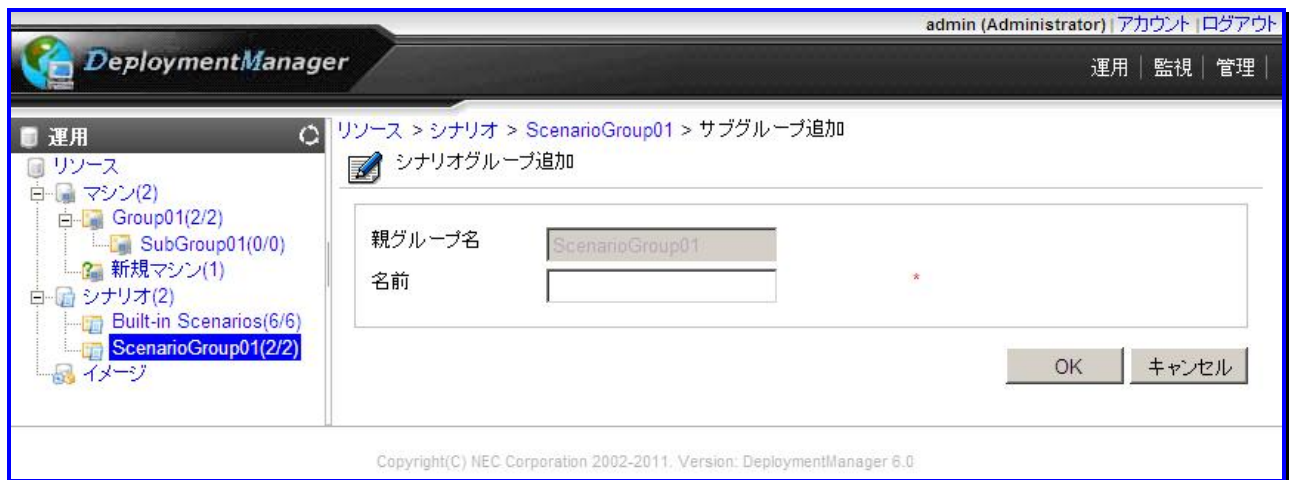 admin (Administrator) | アカウント | ログアウト
DeploymentManager
運用 | 監視 | 管理 |
運用
リソース
マシン(2)
Group01(2/2)
SubGroup01(0/0)
新規マシン(1)
シナリオ(2)
Built-in Scenarios(6/6)
ScenarioGroup01(2/2)
イメージ
リソース > シナリオ > ScenarioGroup01 > サブグループ追加
シナリオグループ追加
親グループ名 ScenarioGroup01
名前 *
OK キャンセル
Copyright(C) NEC Corporation 2002-2011. Version: DeploymentManager 6.0